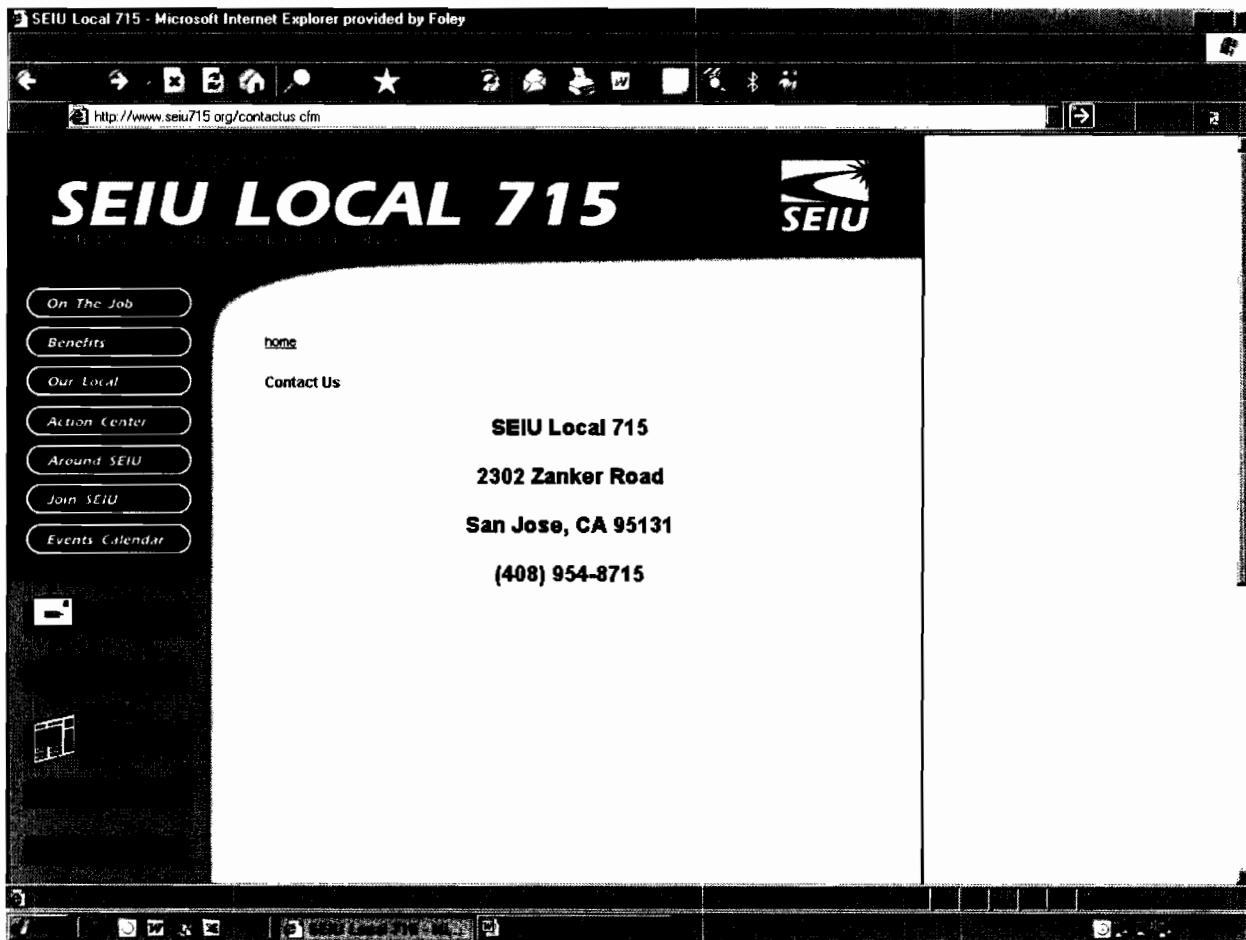 SEIU Local 715 - Microsoft Internet Explorer provided by Foley
http://www.seiu715 org/contactus cfm
SEIU LOCAL 715
SEIU
On The Job
Benefits
Our Local
Action Center
Around SEIU
Join SEIU
Events Calendar
home
Contact Us
SEIU Local 715
2302 Zanker Road
San Jose, CA 95131
(408) 954-8715